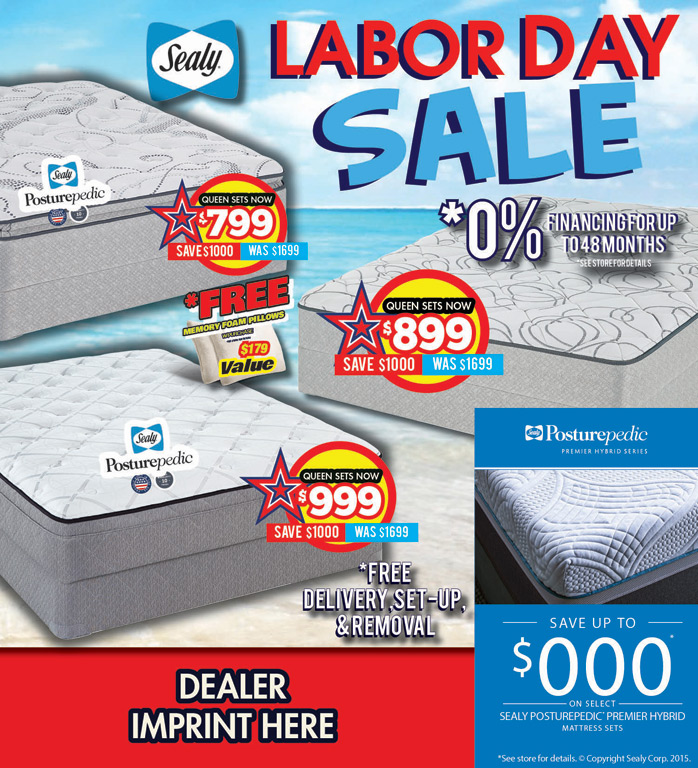 Sealy
LABOR DAY
SALE
Sealy
Posturepedic
QUEEN SETS NOW
$799
SAVE $1000 WAS $1699
*0% FINANCING FOR UP
TO 48 MONTHS
*SEE STORE FOR DETAILS
*FREE
MEMORY FOAM PILLOWS
$179
Value
QUEEN SETS NOW
$899
SAVE $1000 WAS $1699
Sealy
Posturepedic
QUEEN SETS NOW
$999
SAVE $1000 WAS $1699
*FREE
DELIVERY, SET-UP,
& REMOVAL
Sealy Posturepedic
PREMIER HYBRID SERIES
SAVE UP TO
$000*
ON SELECT
SEALY POSTUREPEDIC® PREMIER HYBRID
MATTRESS SETS
*See store for details. © Copyright Sealy Corp. 2015.
DEALER
IMPRINT HERE